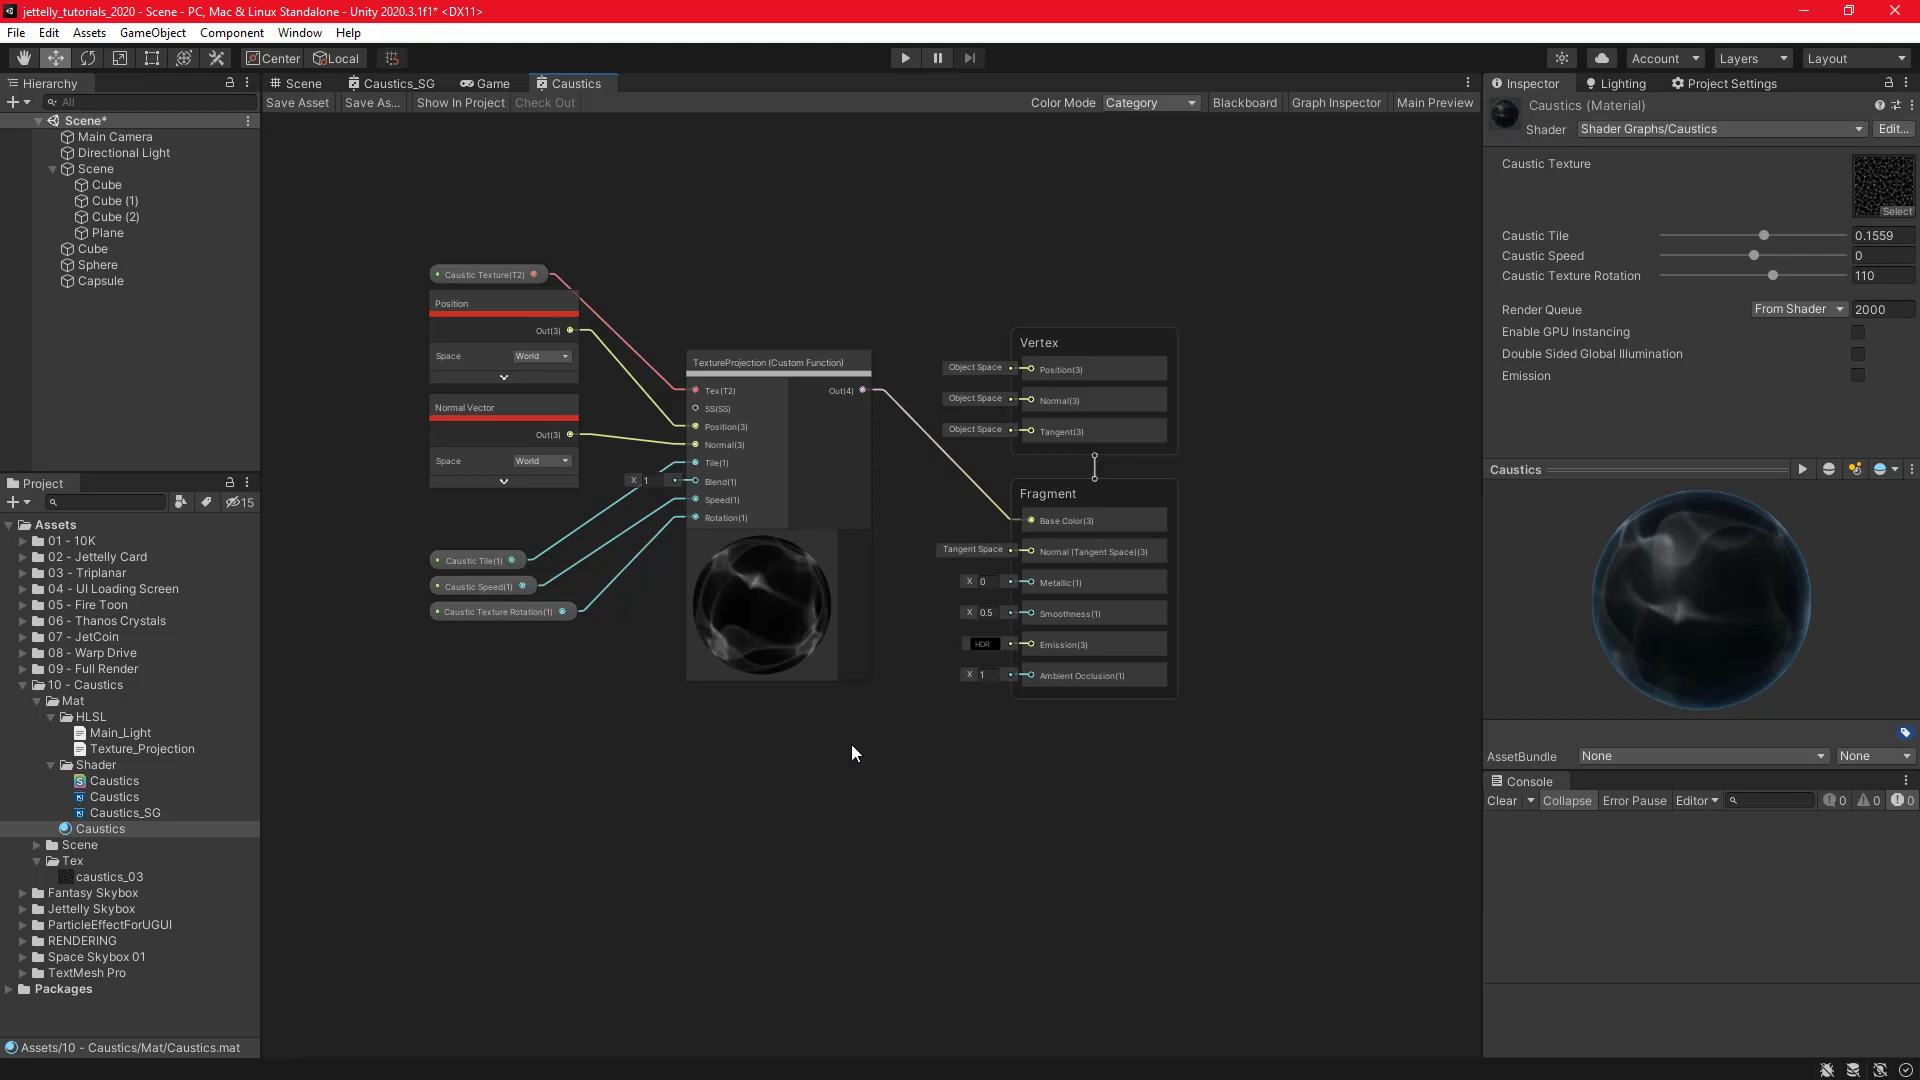 jettelly_tutorials_2020 - Scene - PC, Mac & Linux Standalone - Unity 2020.3.1f1* <DX11>
File Edit Assets GameObject Component Window Help
Center Local Account Layers Layout
Hierarchy
All
Scene*
Main Camera
Directional Light
Scene
Cube
Cube (1)
Cube (2)
Plane
Cube
Sphere
Capsule
Project
15
Assets
01 - 10K
02 - Jettelly Card
03 - Triplanar
04 - UI Loading Screen
05 - Fire Toon
06 - Thanos Crystals
07 - JetCoin
08 - Warp Drive
09 - Full Render
10 - Caustics
Mat
HLSL
Main_Light
Texture_Projection
Shader
Caustics
Caustics
Caustics_SG
Caustics
Scene
Tex
caustics_03
Fantasy Skybox
Jettelly Skybox
ParticleEffectForUGUI
RENDERING
Space Skybox 01
TextMesh Pro
Packages
Assets/10 - Caustics/Mat/Caustics.mat
Scene Caustics_SG Game Caustics
Save Asset Save As... Show In Project Check Out Color Mode Category Blackboard Graph Inspector Main Preview
Caustic Texture(T2)
Position
Out(3)
Space World
Normal Vector
Out(3)
Space World
Caustic Tile(1)
Caustic Speed(1)
Caustic Texture Rotation(1)
TextureProjection (Custom Function)
Tex(T2) Out(4)
SS(SS)
Position(3)
Normal(3)
Tile(1)
X 1 Blend(1)
Speed(1)
Rotation(1)
Vertex
Object Space Position(3)
Object Space Normal(3)
Object Space Tangent(3)
Fragment
Base Color(3)
Tangent Space Normal (Tangent Space)(3)
X 0 Metallic(1)
X 0.5 Smoothness(1)
HDR Emission(3)
X 1 Ambient Occlusion(1)
Inspector Lighting Project Settings
Caustics (Material)
Shader Shader Graphs/Caustics Edit...
Caustic Texture
Select
Caustic Tile 0.1559
Caustic Speed 0
Caustic Texture Rotation 110
Render Queue From Shader 2000
Enable GPU Instancing
Double Sided Global Illumination
Emission
Caustics
AssetBundle None None
Console
Clear Collapse Error Pause Editor 0 0 0